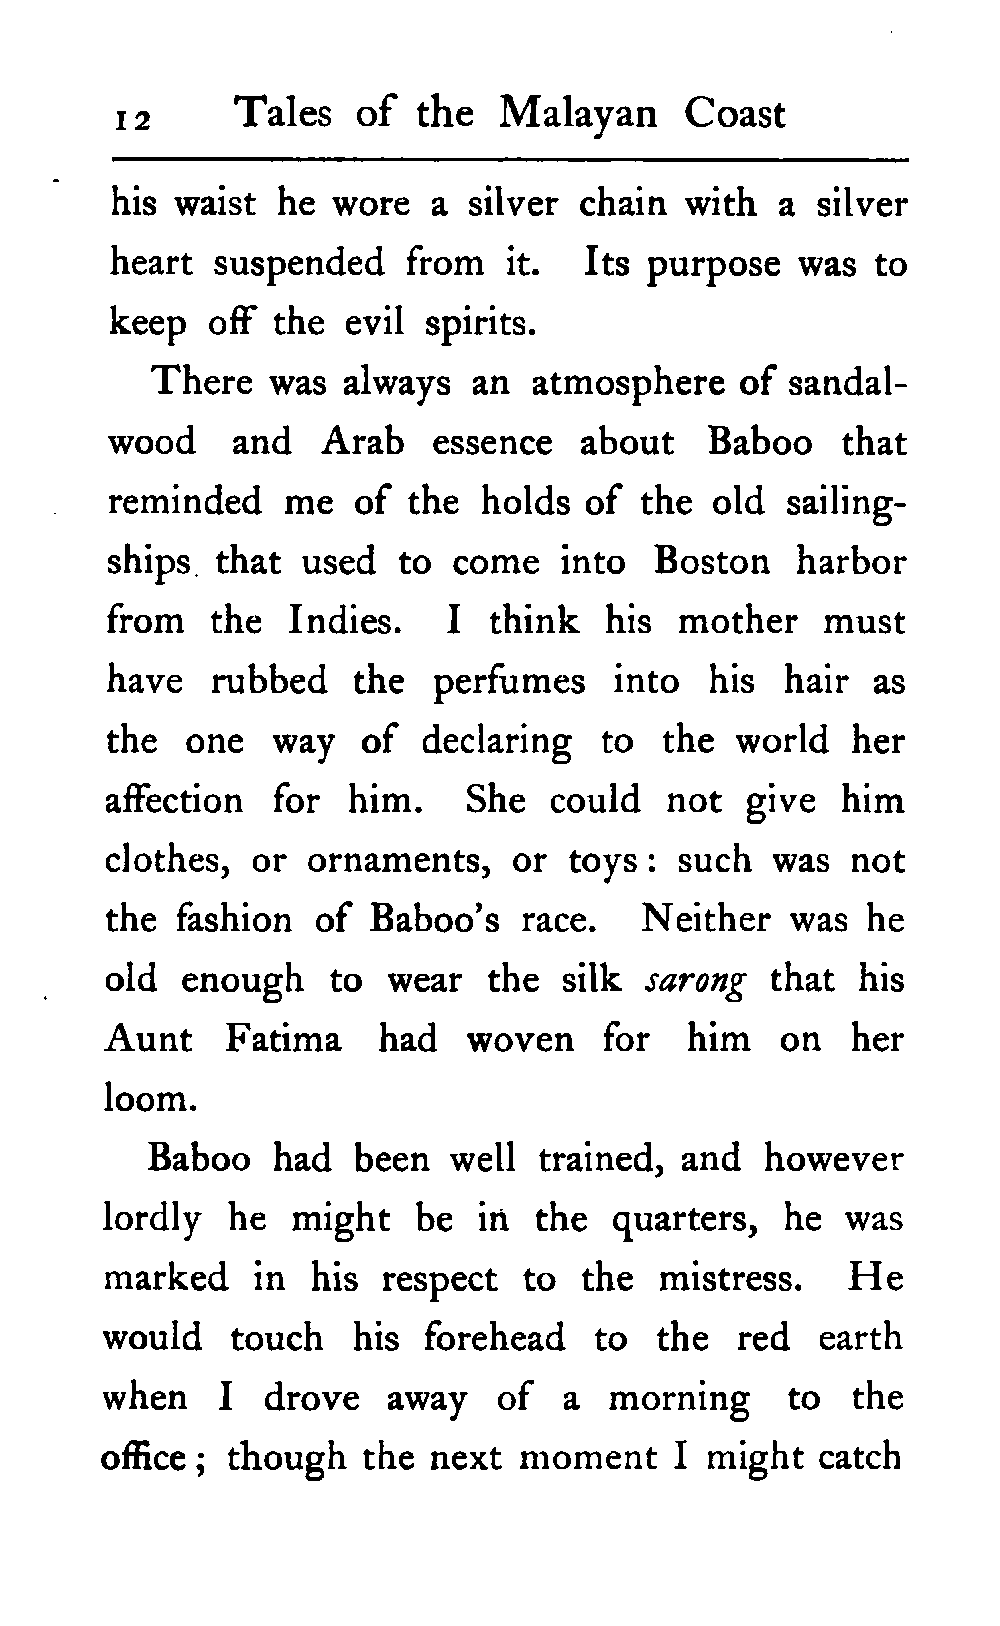 12 Tales of the Malayan Coast
his waist he wore a silver chain with a silver
heart suspended from it. Its purpose was to
keep off the evil spirits.
There was always an atmosphere of sandal-
wood and Arab essence about Baboo that
reminded me of the holds of the old sailing-
ships that used to come into Boston harbor
from the Indies. I think his mother must
have rubbed the perfumes into his hair as
the one way of declaring to the world her
affection for him. She could not give him
clothes, or ornaments, or toys : such was not
the fashion of Baboo's race. Neither was he
old enough to wear the silk sarong that his
Aunt Fatima had woven for him on her
loom.
Baboo had been well trained, and however
lordly he might be in the quarters, he was
marked in his respect to the mistress. He
would touch his forehead to the red earth
when I drove away of a morning to the
office ; though the next moment I might catch